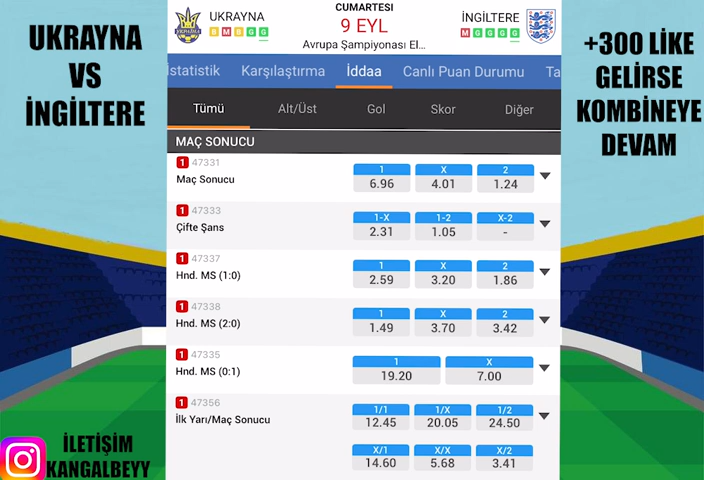 UKRAYNA
VS
İNGİLTERE
UKRAYNA
B M B G G
CUMARTESİ
9 EYL
Avrupa Şampiyonası El...
İNGİLTERE
M G G G G
+300 LİKE
GELİRSE
KOMBİNEYE
DEVAM
istatistik Karşılaştırma İddaa Canlı Puan Durumu Ta
Tümü Alt/Üst Gol Skor Diğer
MAÇ SONUCU
1 47331
Maç Sonucu
1 X 2
6.96 4.01 1.24
1 47333
Çifte Şans
1-X 1-2 X-2
2.31 1.05 -
1 47337
Hnd. MS (1:0)
1 X 2
2.59 3.20 1.86
1 47338
Hnd. MS (2:0)
1 X 2
1.49 3.70 3.42
1 47335
Hnd. MS (0:1)
1 X
19.20 7.00
1 47356
İlk Yarı/Maç Sonucu
1/1 1/X 1/2
12.45 20.05 24.50
X/1 X/X X/2
14.60 5.68 3.41
İLETİŞİM
KANGALBEYY